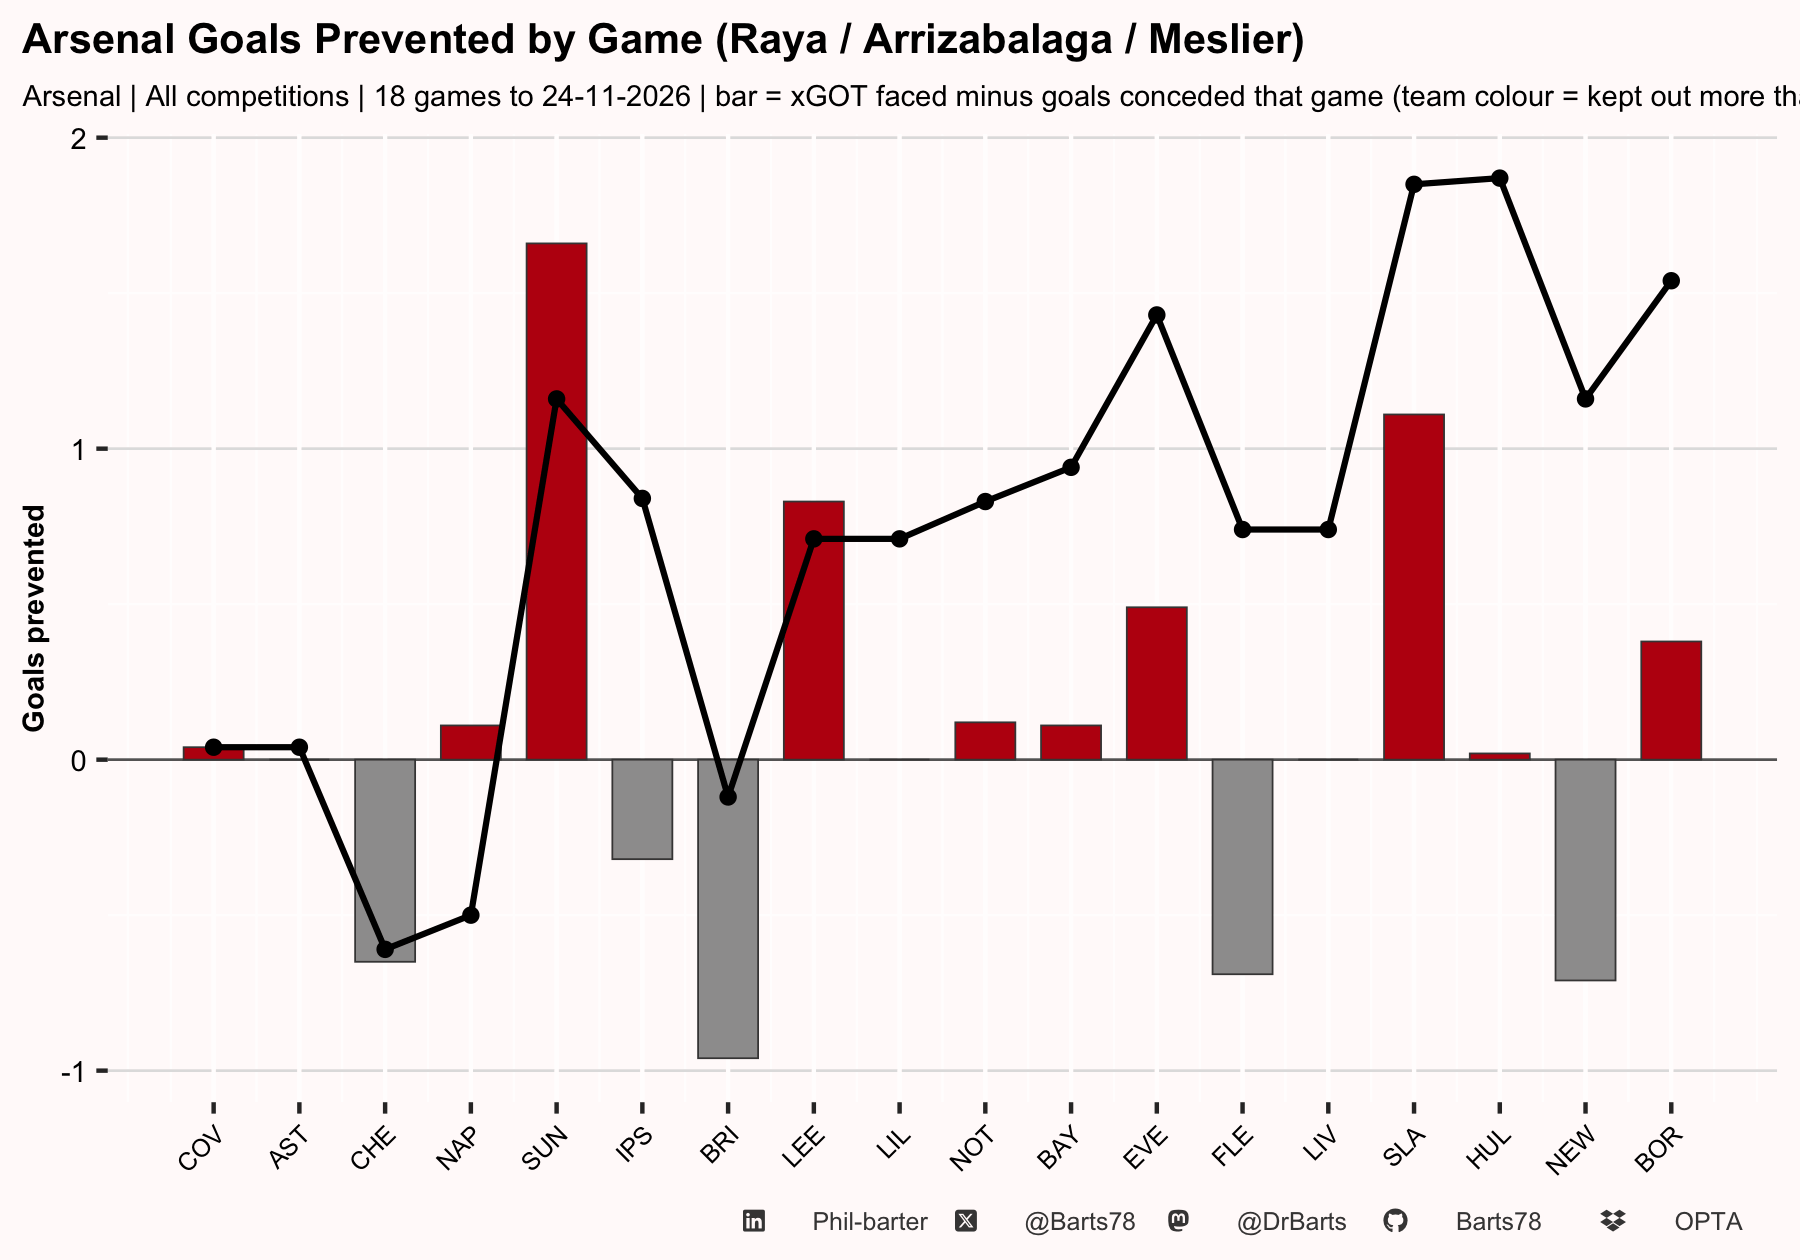 Arsenal Goals Prevented by Game (Raya / Arrizabalaga / Meslier)
Arsenal | All competitions | 18 games to 24-11-2026 | bar = xGOT faced minus goals conceded that game (team colour = kept out more tha
2
1
0
-1
Goals prevented
COV AST CHE NAP SUN IPS BRI LEE LIL NOT BAY EVE FLE LIV SLA HUL NEW BOR
Phil-barter @Barts78 @DrBarts Barts78 OPTA